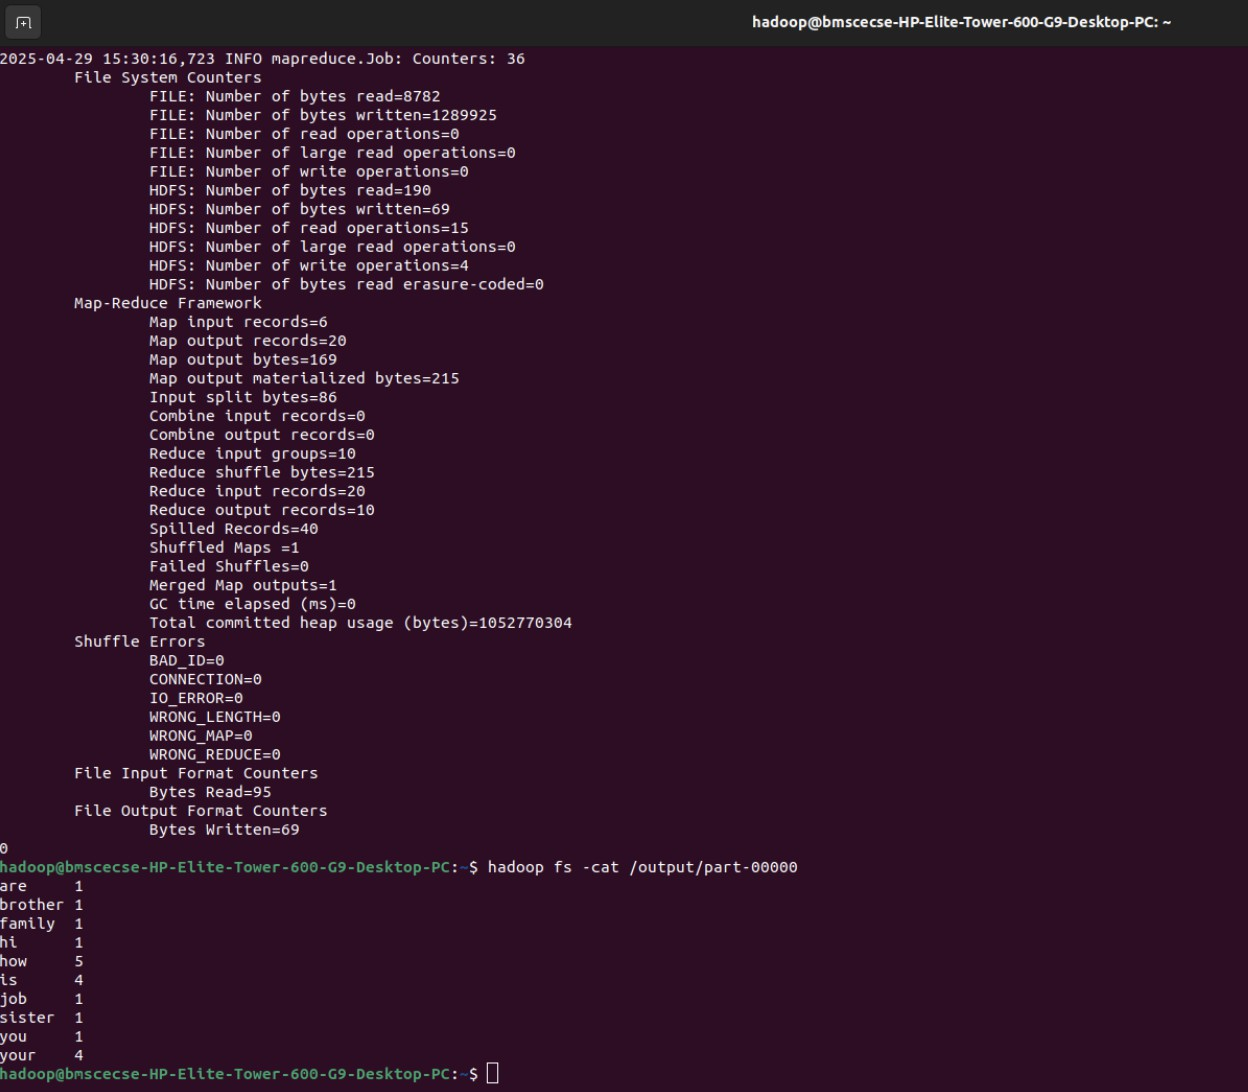 hadoop@bmscecse-HP-Elite-Tower-600-G9-Desktop-PC: ~
2025-04-29 15:30:16,723 INFO mapreduce.Job: Counters: 36
File System Counters
FILE: Number of bytes read=8782
FILE: Number of bytes written=1289925
FILE: Number of read operations=0
FILE: Number of large read operations=0
FILE: Number of write operations=0
HDFS: Number of bytes read=190
HDFS: Number of bytes written=69
HDFS: Number of read operations=15
HDFS: Number of large read operations=0
HDFS: Number of write operations=4
HDFS: Number of bytes read erasure-coded=0
Map-Reduce Framework
Map input records=6
Map output records=20
Map output bytes=169
Map output materialized bytes=215
Input split bytes=86
Combine input records=0
Combine output records=0
Reduce input groups=10
Reduce shuffle bytes=215
Reduce input records=20
Reduce output records=10
Spilled Records=40
Shuffled Maps =1
Failed Shuffles=0
Merged Map outputs=1
GC time elapsed (ms)=0
Total committed heap usage (bytes)=1052770304
Shuffle Errors
BAD_ID=0
CONNECTION=0
IO_ERROR=0
WRONG_LENGTH=0
WRONG_MAP=0
WRONG_REDUCE=0
File Input Format Counters
Bytes Read=95
File Output Format Counters
Bytes Written=69
0
hadoop@bmscecse-HP-Elite-Tower-600-G9-Desktop-PC:~$ hadoop fs -cat /output/part-00000
are 1
brother 1
family 1
hi 1
how 5
is 4
job 1
sister 1
you 1
your 4
hadoop@bmscecse-HP-Elite-Tower-600-G9-Desktop-PC:~$